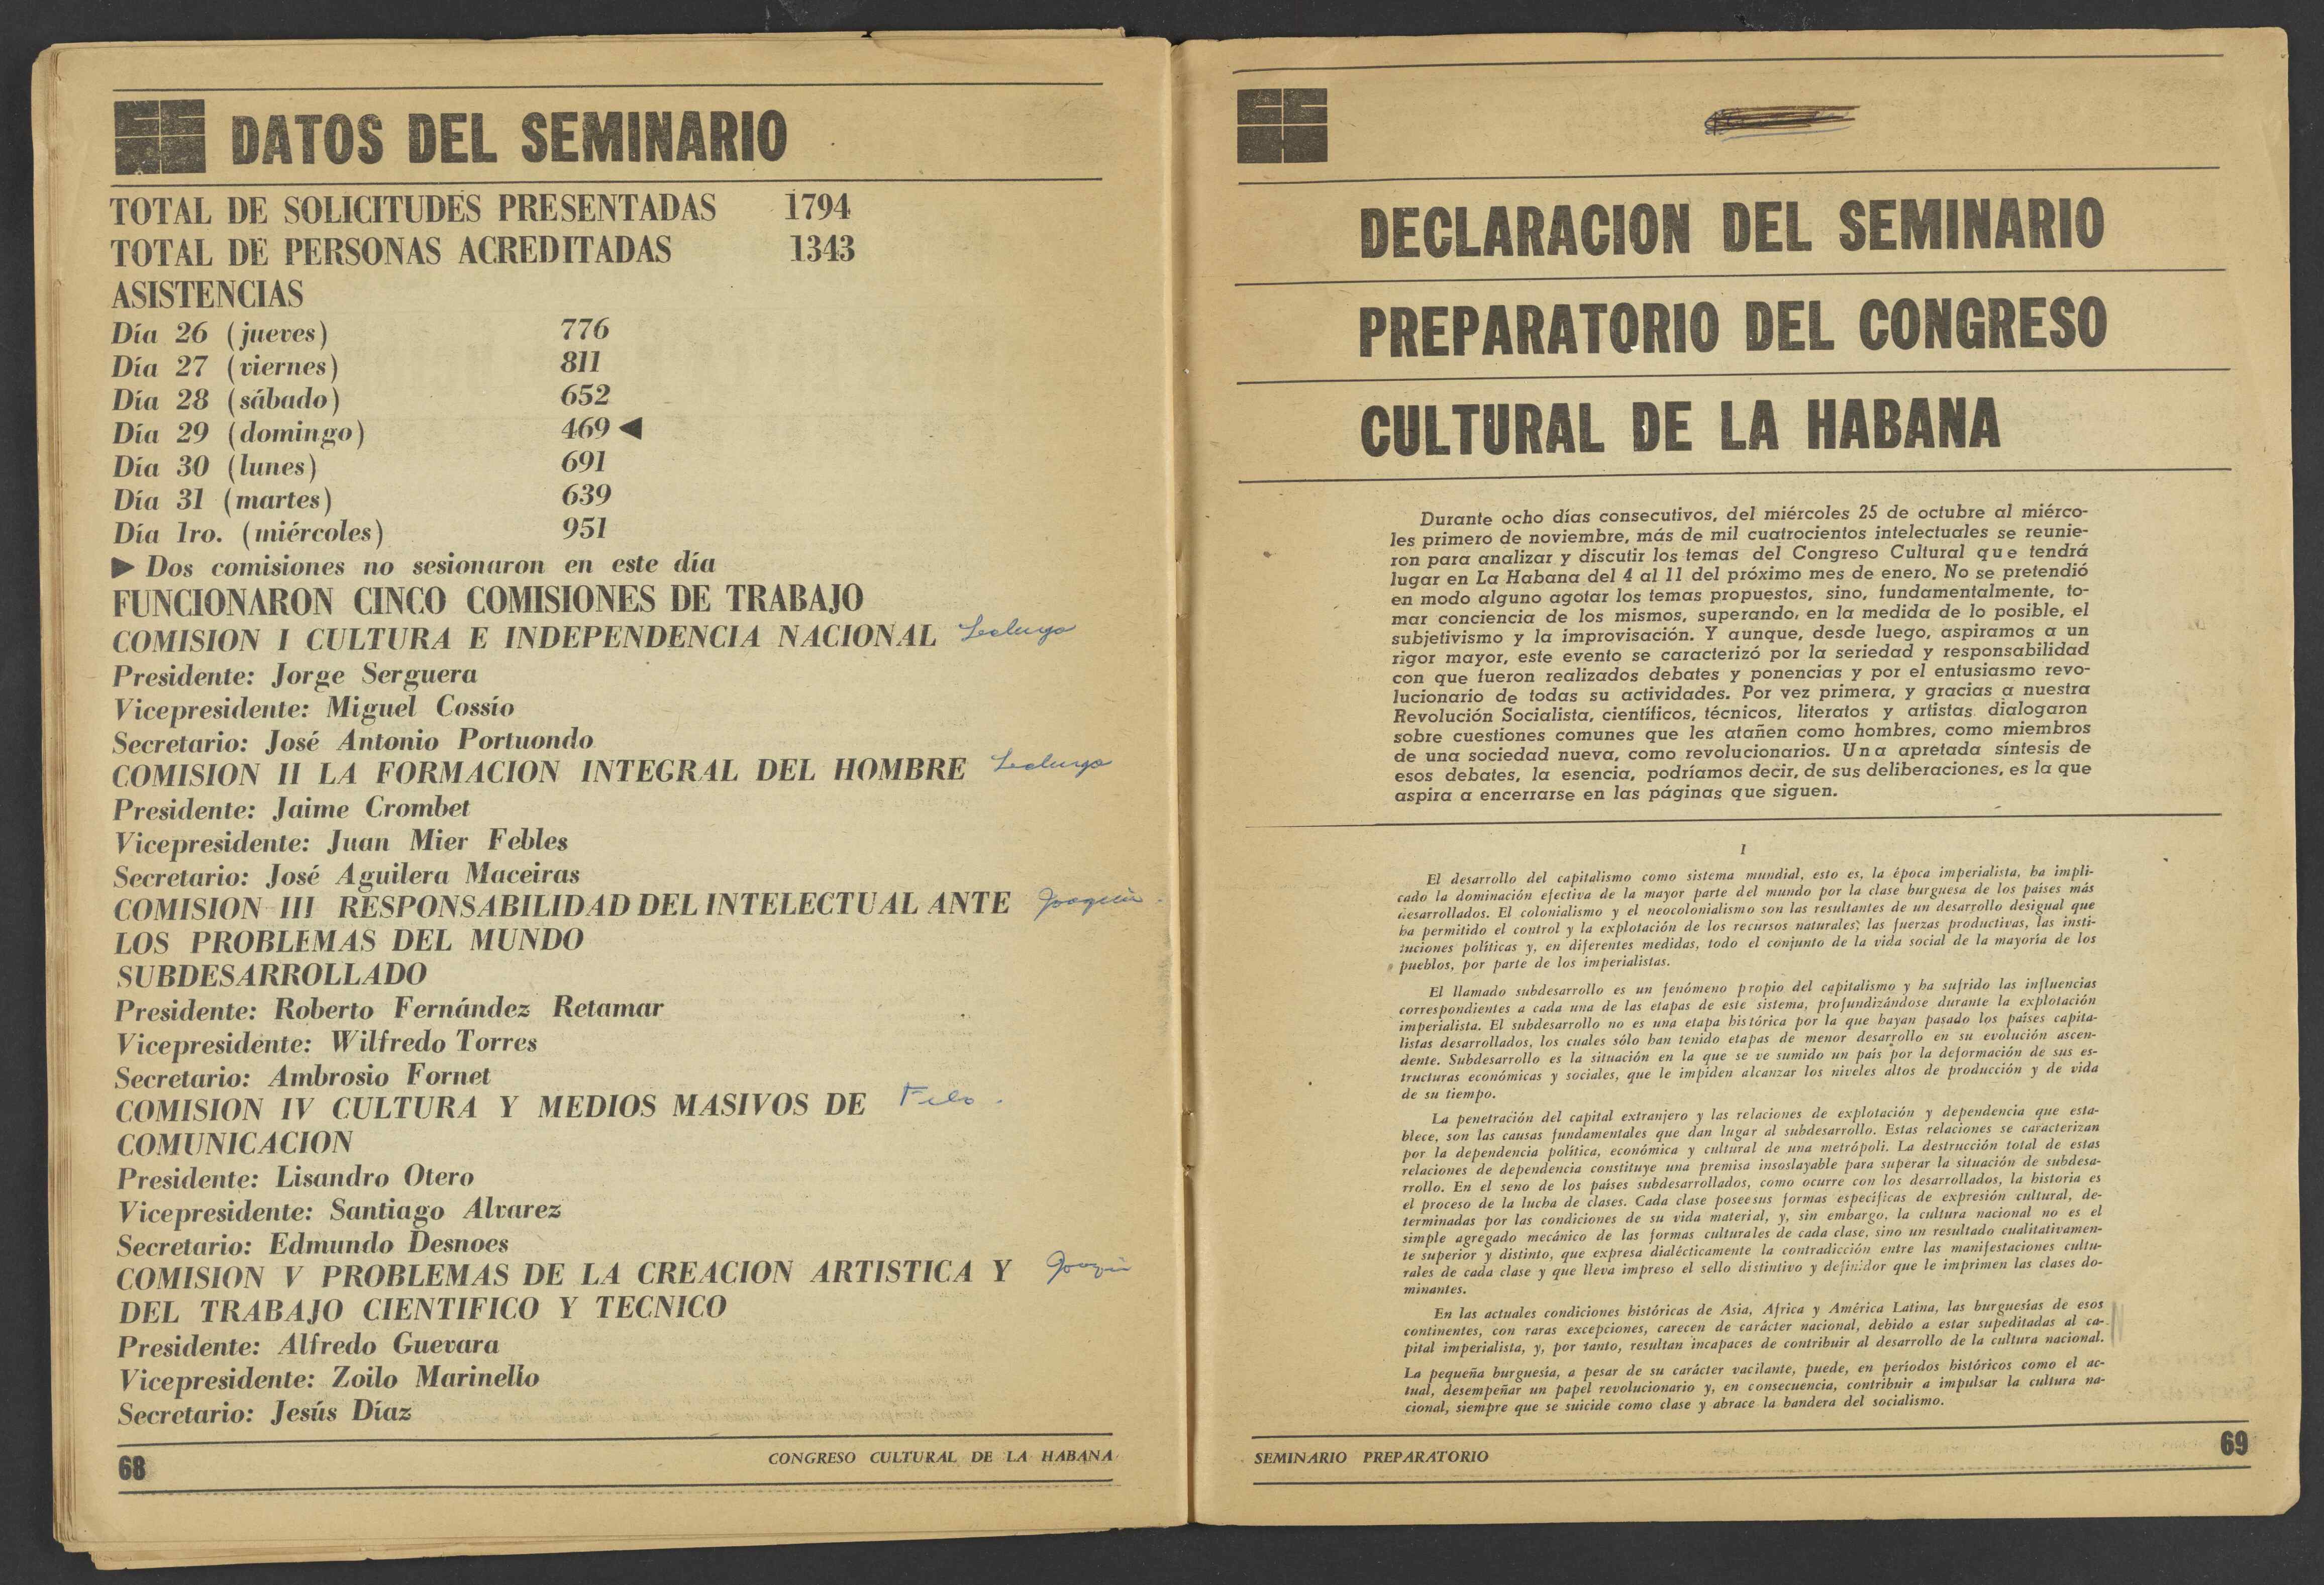 DATOS DEL SEMINARIO
TOTAL DE SOLICITUDES PRESENTADAS 1794
TOTAL DE PERSONAS ACREDITADAS 1343
ASISTENCIAS
Día 26 (jueves) 776
Día 27 (viernes) 811
Día 28 (sábado) 652
Día 29 (domingo) 469 ◀
Día 30 (lunes) 691
Día 31 (martes) 639
Día 1ro. (miércoles) 951
▶ Dos comisiones no sesionaron en este día
FUNCIONARON CINCO COMISIONES DE TRABAJO
COMISION I CULTURA E INDEPENDENCIA NACIONAL
Presidente: Jorge Serguera
Vicepresidente: Miguel Cossío
Secretario: José Antonio Portuondo
COMISION II LA FORMACION INTEGRAL DEL HOMBRE
Presidente: Jaime Crombet
Vicepresidente: Juan Mier Febles
Secretario: José Aguilera Maceiras
COMISION III RESPONSABILIDAD DEL INTELECTUAL ANTE Joaquín
LOS PROBLEMAS DEL MUNDO
SUBDESARROLLADO
Presidente: Roberto Fernández Retamar
Vicepresidente: Wilfredo Torres
Secretario: Ambrosio Fornet
COMISION IV CULTURA Y MEDIOS MASIVOS DE
COMUNICACION
Presidente: Lisandro Otero
Vicepresidente: Santiago Alvarez
Secretario: Edmundo Desnoes
COMISION V PROBLEMAS DE LA CREACION ARTISTICA Y Joaquín
DEL TRABAJO CIENTIFICO Y TECNICO
Presidente: Alfredo Guevara
Vicepresidente: Zoilo Marinello
Secretario: Jesús Díaz
68 CONGRESO CULTURAL DE LA HABANA
DECLARACION DEL SEMINARIO
PREPARATORIO DEL CONGRESO
CULTURAL DE LA HABANA
Durante ocho días consecutivos, del miércoles 25 de octubre al miérco-
les primero de noviembre, más de mil cuatrocientos intelectuales se reunie-
ron para analizar y discutir los temas del Congreso Cultural que tendrá
lugar en La Habana del 4 al 11 del próximo mes de enero. No se pretendió
en modo alguno agotar los temas propuestos, sino, fundamentalmente, to-
mar conciencia de los mismos, superando, en la medida de lo posible, el
subjetivismo y la improvisación. Y aunque, desde luego, aspiramos a un
rigor mayor, este evento se caracterizó por la seriedad y responsabilidad
con que fueron realizados debates y ponencias y por el entusiasmo revo-
lucionario de todas su actividades. Por vez primera, y gracias a nuestra
Revolución Socialista, científicos, técnicos, literatos y artistas dialogaron
sobre cuestiones comunes que les atañen como hombres, como miembros
de una sociedad nueva, como revolucionarios. Una apretada síntesis de
esos debates, la esencia, podríamos decir, de sus deliberaciones, es la que
aspira a encerrarse en las páginas que siguen.
I
El desarrollo del capitalismo como sistema mundial, esto es, la época imperialista, ha impli-
cado la dominación efectiva de la mayor parte del mundo por la clase burguesa de los países más
desarrollados. El colonialismo y el neocolonialismo son las resultantes de un desarrollo desigual que
ha permitido el control y la explotación de los recursos naturales; las fuerzas productivas, las insti-
tuciones políticas y, en diferentes medidas, todo el conjunto de la vida social de la mayoría de los
pueblos, por parte de los imperialistas.
El llamado subdesarrollo es un fenómeno propio del capitalismo y ha sufrido las influencias
correspondientes a cada una de las etapas de este sistema, profundizándose durante la explotación
imperialista. El subdesarrollo no es una etapa histórica por la que hayan pasado los países capita-
listas desarrollados, los cuales sólo han tenido etapas de menor desarrollo en su evolución ascen-
dente. Subdesarrollo es la situación en la que se ve sumido un país por la deformación de sus es-
tructuras económicas y sociales, que le impiden alcanzar los niveles altos de producción y de vida
de su tiempo.
La penetración del capital extranjero y las relaciones de explotación y dependencia que esta-
blece, son las causas fundamentales que dan lugar al subdesarrollo. Estas relaciones se caracterizan
por la dependencia política, económica y cultural de una metrópoli. La destrucción total de estas
relaciones de dependencia constituye una premisa insoslayable para superar la situación de subdesa-
rrollo. En el seno de los países subdesarrollados, como ocurre con los desarrollados, la historia es
el proceso de la lucha de clases. Cada clase poseesus formas específicas de expresión cultural, de-
terminadas por las condiciones de su vida material, y, sin embargo, la cultura nacional no es el
simple agregado mecánico de las formas culturales de cada clase, sino un resultado cualitativamen-
te superior y distinto, que expresa dialécticamente la contradicción entre las manifestaciones cultu-
rales de cada clase y que lleva impreso el sello distintivo y definidor que le imprimen las clases do-
minantes.
En las actuales condiciones históricas de Asia, Africa y América Latina, las burguesías de esos
continentes, con raras excepciones, carecen de carácter nacional, debido a estar supeditadas al ca-
pital imperialista, y, por tanto, resultan incapaces de contribuir al desarrollo de la cultura nacional.
La pequeña burguesía, a pesar de su carácter vacilante, puede, en períodos históricos como el ac-
tual, desempeñar un papel revolucionario y, en consecuencia, contribuir a impulsar la cultura na-
cional, siempre que se suicide como clase y abrace la bandera del socialismo.
SEMINARIO PREPARATORIO 69